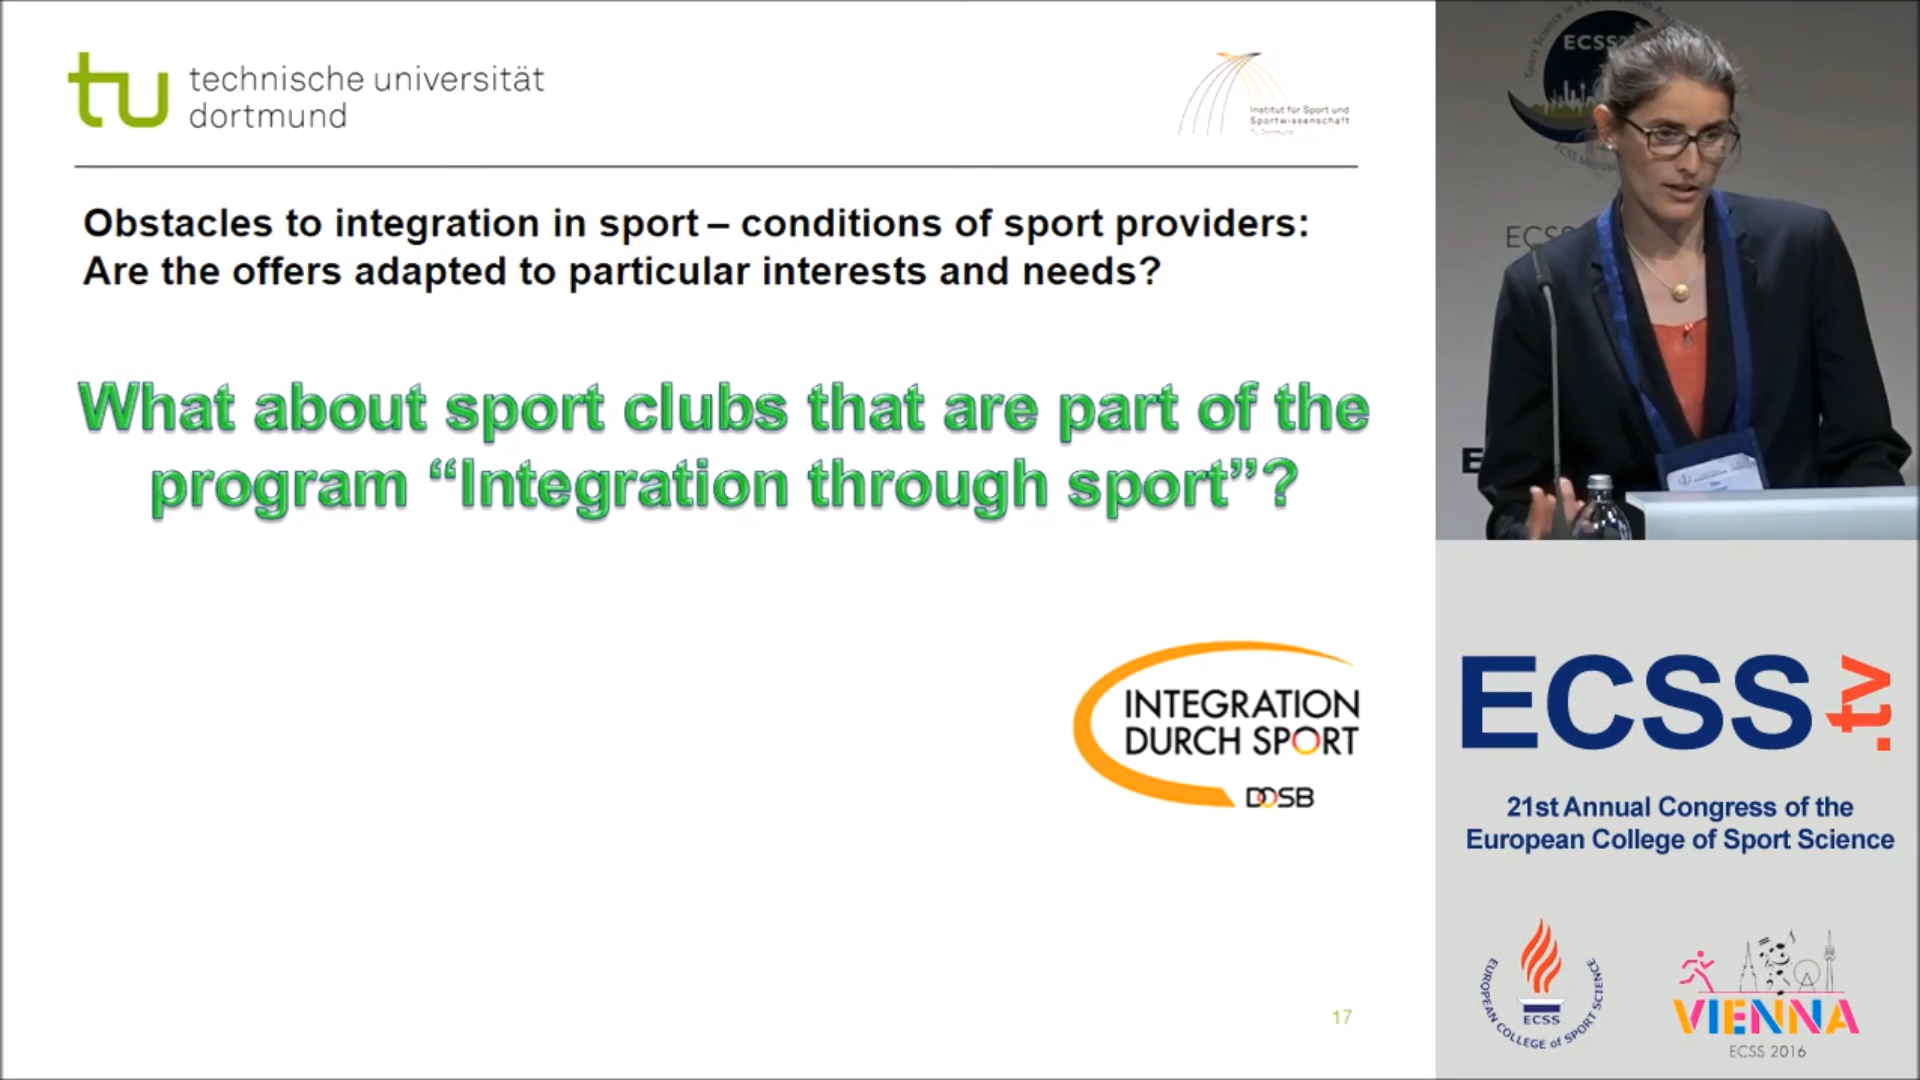 technische universität
dortmund
Institut für Sport und
Sportwissenschaft
TU Dortmund
Obstacles to integration in sport – conditions of sport providers:
Are the offers adapted to particular interests and needs?
What about sport clubs that are part of the
program “Integration through sport”?
INTEGRATION
DURCH SPORT
DOSB
17
ECSS
ECSS
ECSS.tv
21st Annual Congress of the
European College of Sport Science
EUROPEAN COLLEGE of SPORT SCIENCE
ECSS
VIENNA
ECSS 2016